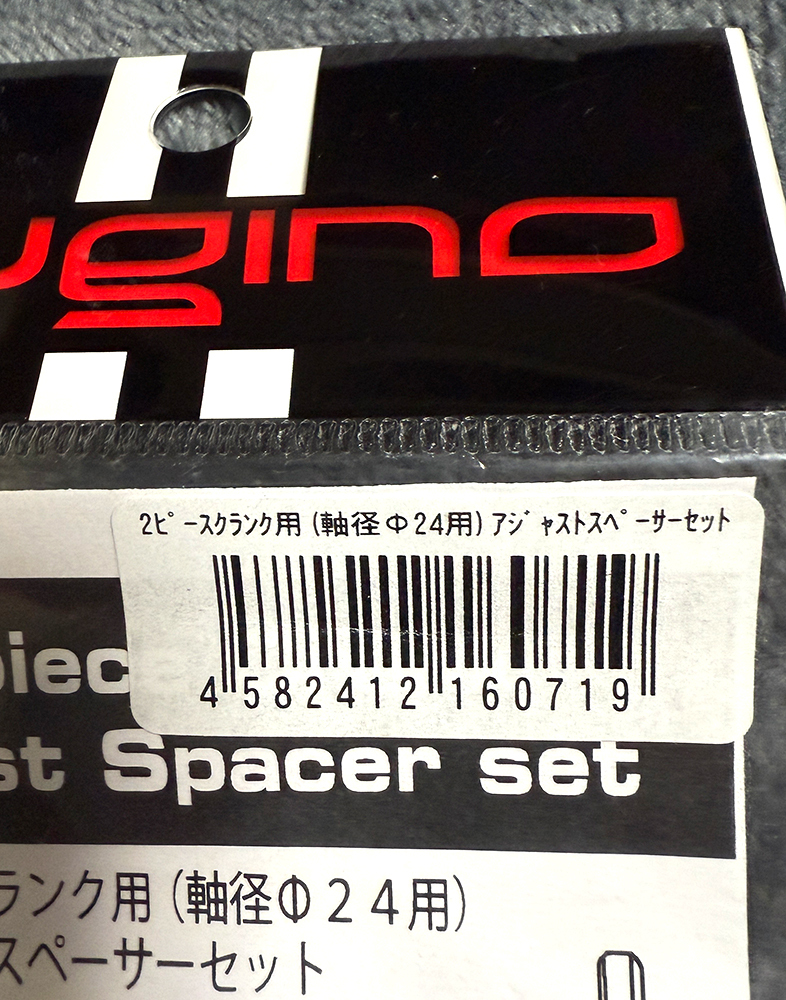 ugino
2ピースクランク用(軸径Φ24用)アジャストスペーサーセット
4 582412 160719
piec
st Spacer set
ランク用(軸径Φ24用)
スペーサーセット